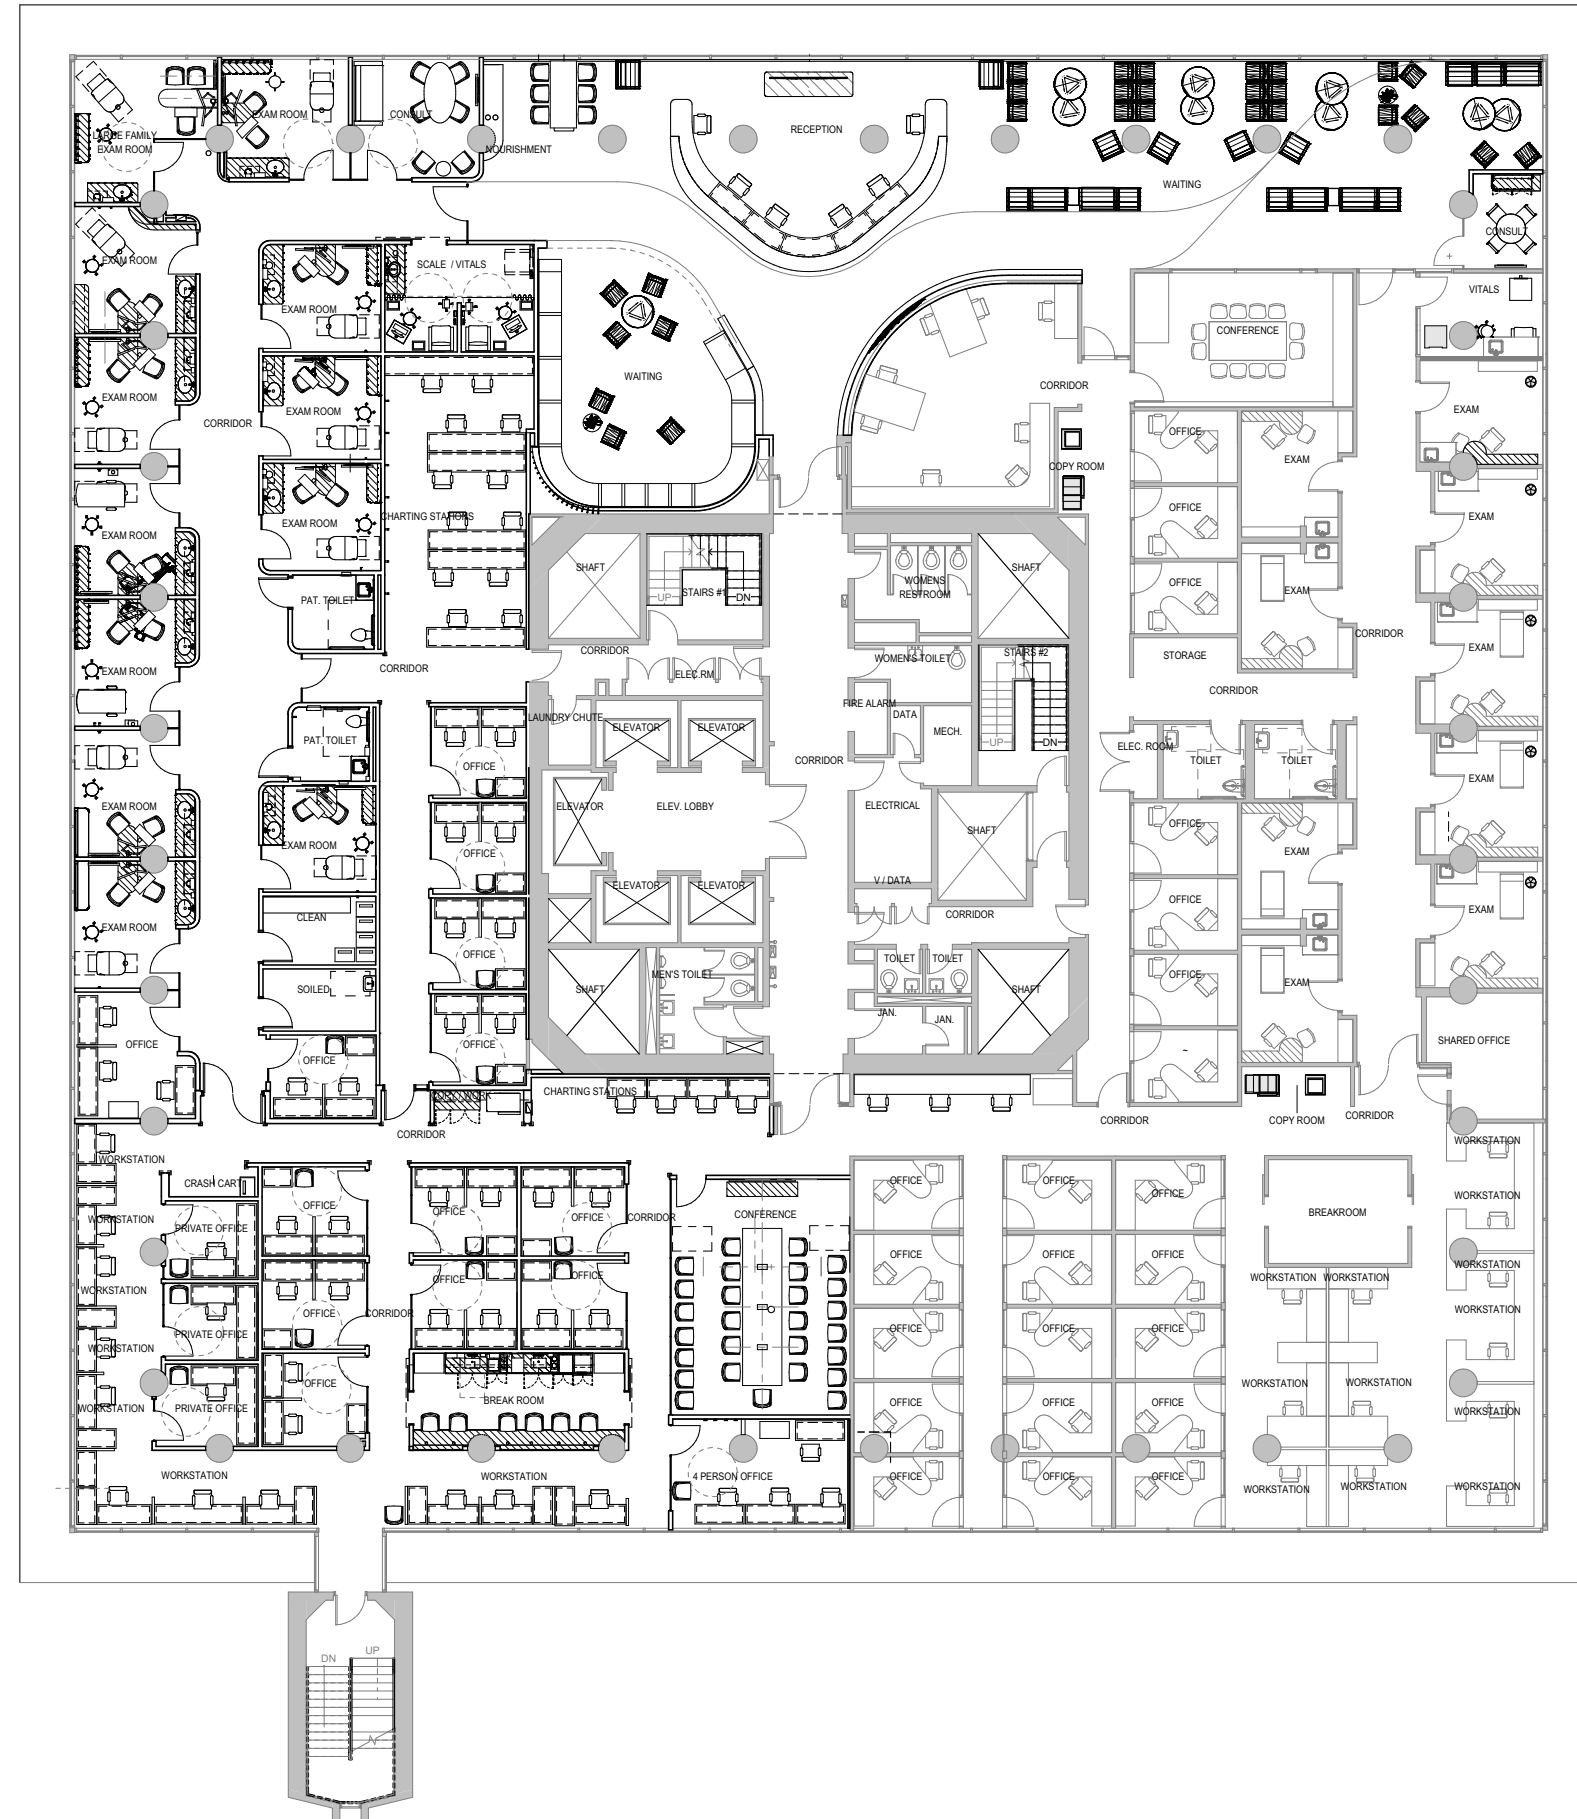 LARGE FAMILY
EXAM ROOM
EXAM ROOM
CONSULT
NOURISHMENT
RECEPTION
WAITING
CONSULT
EXAM ROOM
SCALE / VITALS
VITALS
EXAM ROOM
CONFERENCE
WAITING
CORRIDOR
EXAM ROOM
EXAM ROOM
EXAM
CORRIDOR
OFFICE
EXAM
COPY ROOM
OFFICE
EXAM
CHARTING STATIONS
EXAM ROOM
EXAM ROOM
SHAFT
SHAFT
WOMENS
RESTROOM
OFFICE
EXAM
STAIRS #1
UP
DN
PAT. TOILET
CORRIDOR
CORRIDOR
EXAM
WOMEN'S TOILET
STAIRS #2
STORAGE
EXAM ROOM
CORRIDOR
ELEC.RM
CORRIDOR
FIRE ALARM
DATA
LAUNDRY CHUTE
ELEVATOR
ELEVATOR
MECH.
UP
DN
PAT. TOILET
ELEC. ROOM
TOILET
TOILET
CORRIDOR
OFFICE
EXAM
EXAM ROOM
ELEVATOR
ELEV. LOBBY
ELECTRICAL
OFFICE
SHAFT
EXAM ROOM
OFFICE
EXAM
ELEVATOR
ELEVATOR
V / DATA
OFFICE
EXAM
CLEAN
CORRIDOR
EXAM ROOM
OFFICE
TOILET
TOILET
MEN'S TOILET
OFFICE
SOILED
SHAFT
SHAFT
EXAM
JAN.
JAN.
OFFICE
OFFICE
OFFICE
SHARED OFFICE
~
CHARTING STATIONS
COPY/WORK
CORRIDOR
COPY ROOM
CORRIDOR
CORRIDOR
WORKSTATION
WORKSTATION
CRASH CART
OFFICE
OFFICE
OFFICE
WORKSTATION
OFFICE
OFFICE
OFFICE
CORRIDOR
CONFERENCE
BREAKROOM
WORKSTATION
PRIVATE OFFICE
OFFICE
OFFICE
OFFICE
WORKSTATION
OFFICE
OFFICE
WORKSTATION
WORKSTATION
WORKSTATION
OFFICE
CORRIDOR
WORKSTATION
PRIVATE OFFICE
OFFICE
OFFICE
OFFICE
WORKSTATION
OFFICE
WORKSTATION
WORKSTATION
BREAK ROOM
OFFICE
OFFICE
OFFICE
WORKSTATION
PRIVATE OFFICE
WORKSTATION
WORKSTATION
WORKSTATION
4 PERSON OFFICE
OFFICE
OFFICE
OFFICE
WORKSTATION
WORKSTATION
WORKSTATION
DN
UP